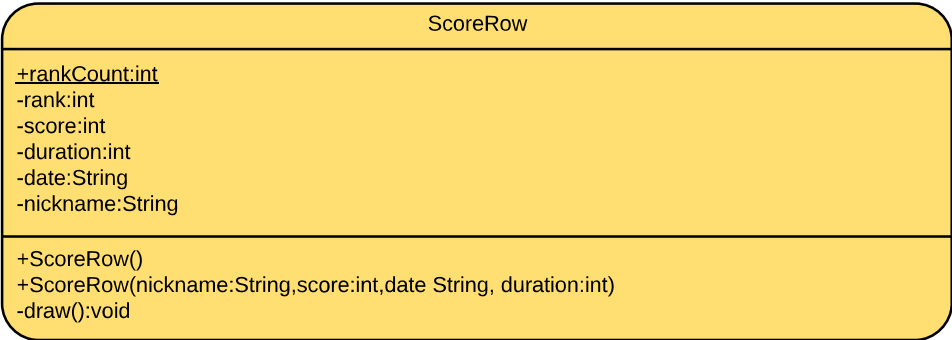 ScoreRow
+rankCount:int
-rank:int
-score:int
-duration:int
-date:String
-nickname:String
+ScoreRow()
+ScoreRow(nickname:String,score:int,date String, duration:int)
-draw():void